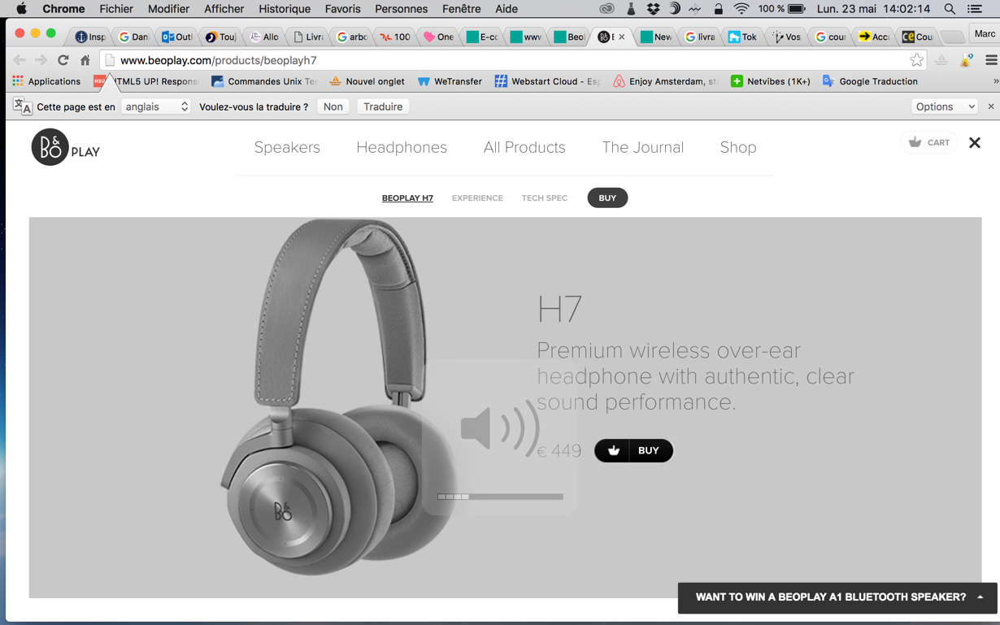 Chrome Fichier Modifier Afficher Historique Favoris Personnes Fenêtre Aide 100 % Lun. 23 mai 14:02:14
Insp Dan Outl Touj Allo Livra arbo 100 One E-co www Beo B New livra Tok Vos cour Accu Cou Marc
www.beoplay.com/products/beoplayh7
Applications HSU HTML5 UP! Responsi Commandes Unix Ter Nouvel onglet WeTransfer Webstart Cloud - Esp Enjoy Amsterdam, sta Netvibes (1K+) Google Traduction »
Cette page est en anglais Voulez-vous la traduire ? Non Traduire Options
B&O PLAY Speakers Headphones All Products The Journal Shop CART
BEOPLAY H7 EXPERIENCE TECH SPEC BUY
H7
Premium wireless over-ear
headphone with authentic, clear
sound performance.
€ 449 BUY
B&O
WANT TO WIN A BEOPLAY A1 BLUETOOTH SPEAKER?